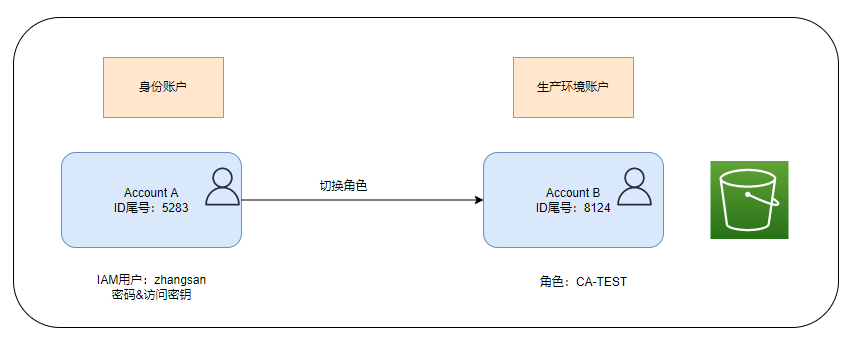 身份账户
生产环境账户
Account A
ID尾号：5283
切换角色
Account B
ID尾号：8124
IAM用户：zhangsan
密码&访问密钥
角色：CA-TEST